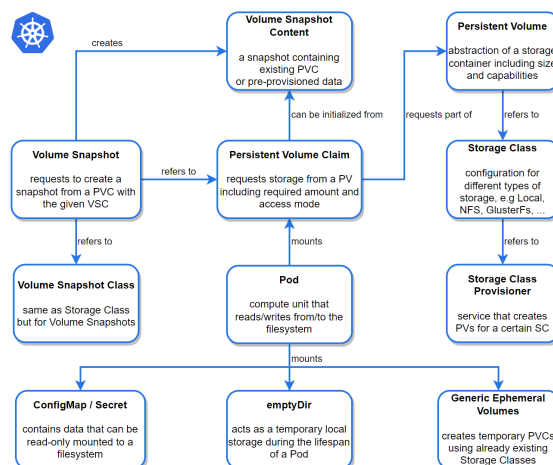 Volume Snapshot
Content
a snapshot containing
existing PVC
or pre-provisioned data
Persistent Volume
abstraction of a storage
container including size
and capabilities
creates
can be initialized from
requests part of
refers to
Volume Snapshot
requests to create a
snapshot from a PVC with
the given VSC
refers to
Persistent Volume Claim
requests storage from a PV
including required amount and
access mode
Storage Class
configuration for
different types of
storage, e.g Local,
NFS, GlusterFs, ...
refers to
mounts
refers to
Volume Snapshot Class
same as Storage Class
but for Volume Snapshots
Pod
compute unit that
reads/writes from/to the
filesystem
Storage Class
Provisioner
service that creates
PVs for a certain SC
mounts
ConfigMap / Secret
contains data that can be
read-only mounted to a
filesystem
emptyDir
acts as a temporary local
storage during the lifespan
of a Pod
Generic Ephemeral
Volumes
creates temporary PVCs
using already existing
Storage Classes